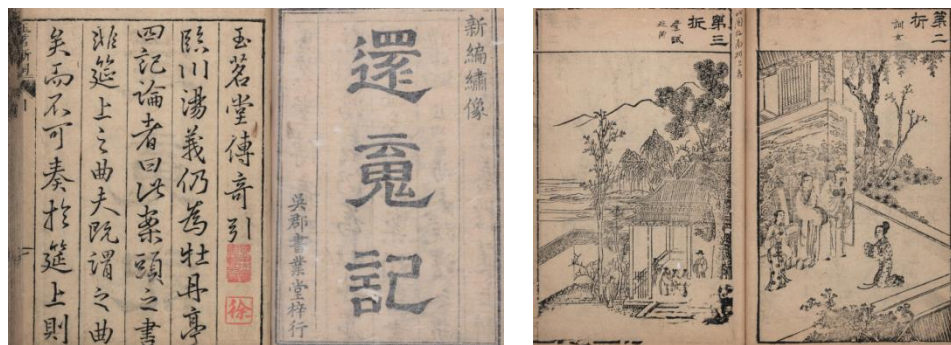 新編繡像
還䰟記
吳郡書業堂梓行
玉茗堂傳奇引
徐
臨川湯義仍為牡丹亭
四記論者曰此案頭之書
非筵上之曲夫既謂之曲
矣而不可奏於筵上則
第二折
訓女
第三折